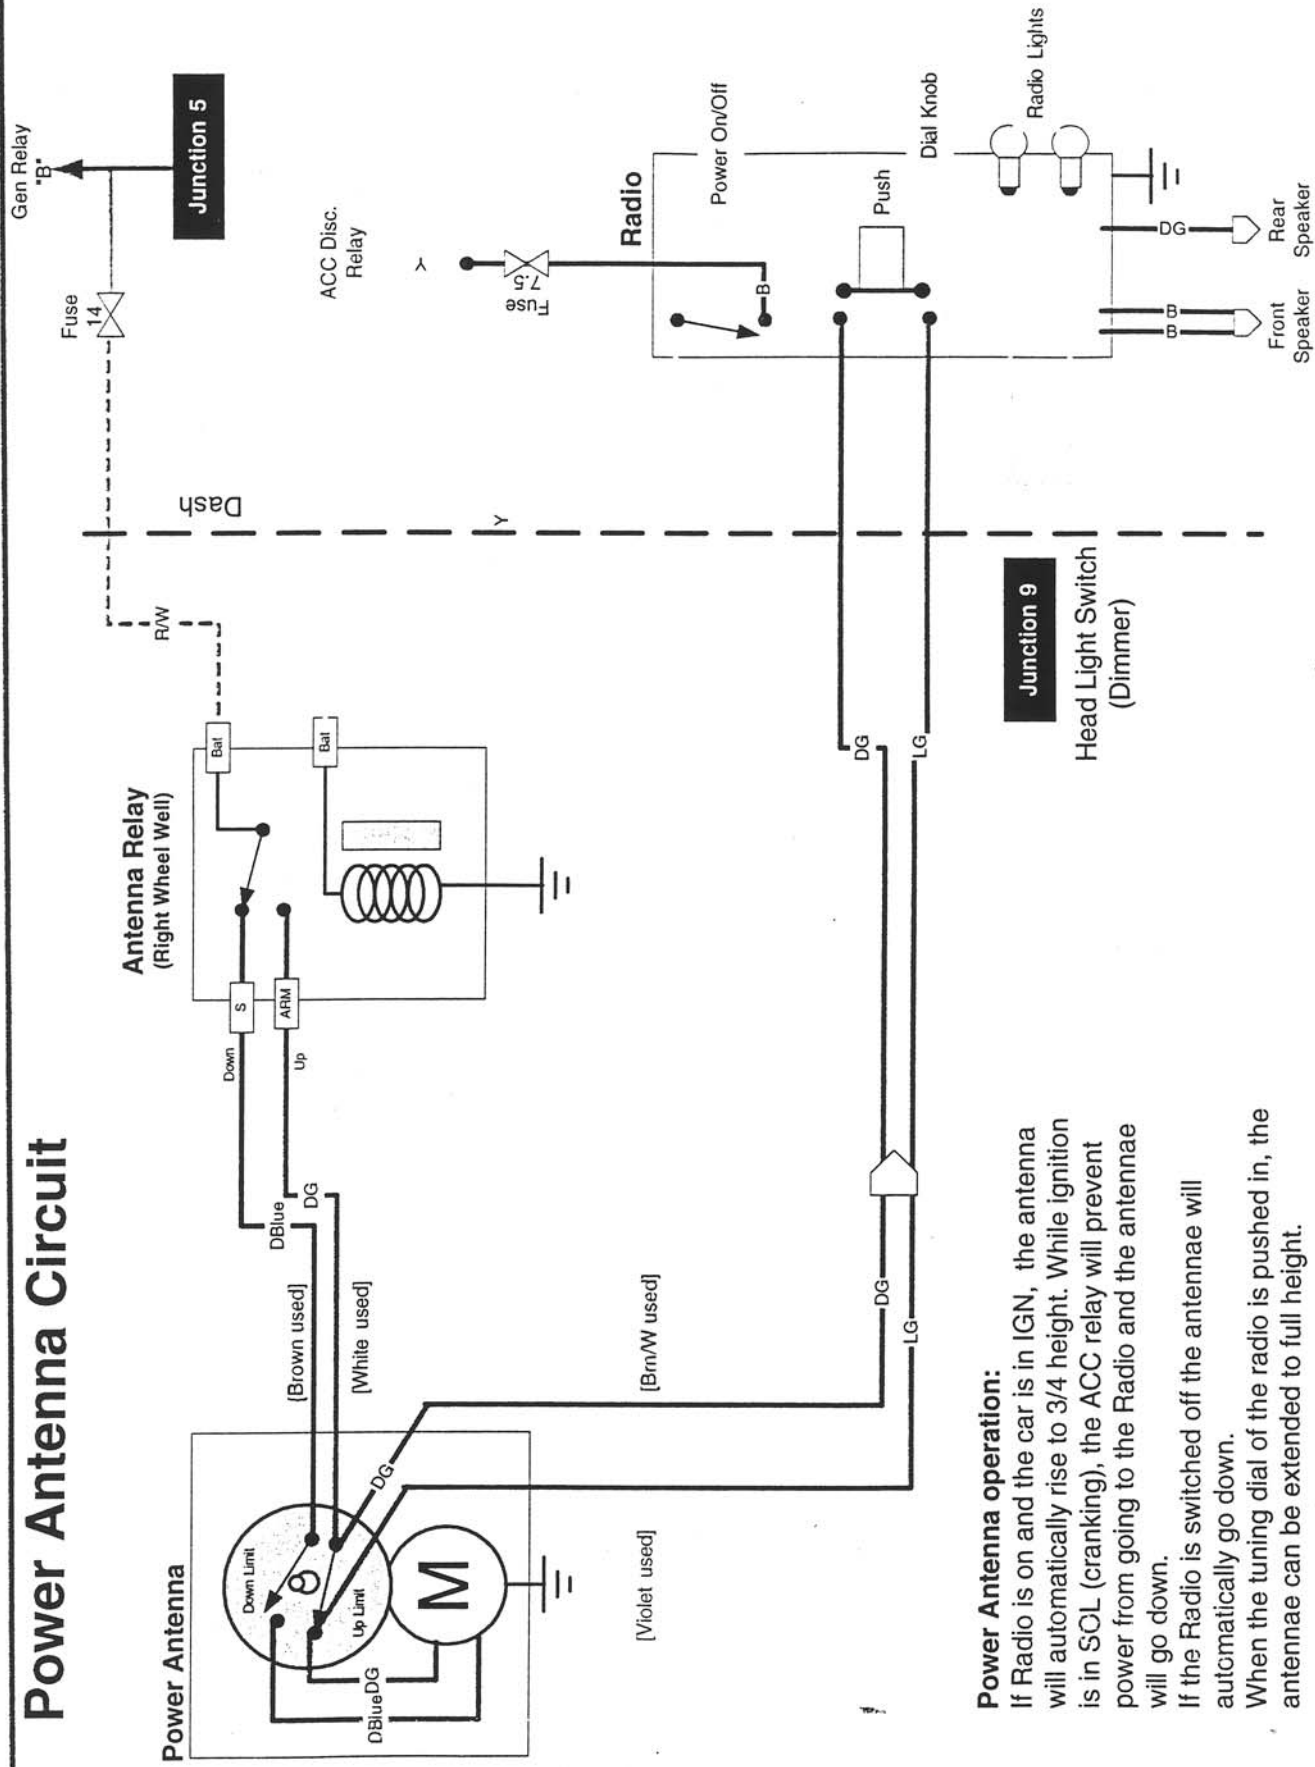 Power Antenna Circuit
Gen Relay
"B"
Junction 5
Fuse
14
Dash
R/W
Y
ACC Disc.
Relay
Y
Fuse
7.5
B
Radio
Power On/Off
Push
Dial Knob
Radio Lights
DG
Rear
Speaker
B
B
Front
Speaker
Antenna Relay
(Right Wheel Well)
Bat
Bat
S
ARM
Down
Up
DBlue
DG
[Brown used]
[White used]
[Brn/W used]
[Violet used]
DG
LG
Junction 9
Head Light Switch
(Dimmer)
DG
LG
Power Antenna
Down Limit
Up Limit
DG
M
DG
DBlue
Power Antenna operation:
If Radio is on and the car is in IGN, the antenna
will automatically rise to 3/4 height. While ignition
is in SOL (cranking), the ACC relay will prevent
power from going to the Radio and the antennae
will go down.
If the Radio is switched off the antennae will
automatically go down.
When the tuning dial of the radio is pushed in, the
antennae can be extended to full height.